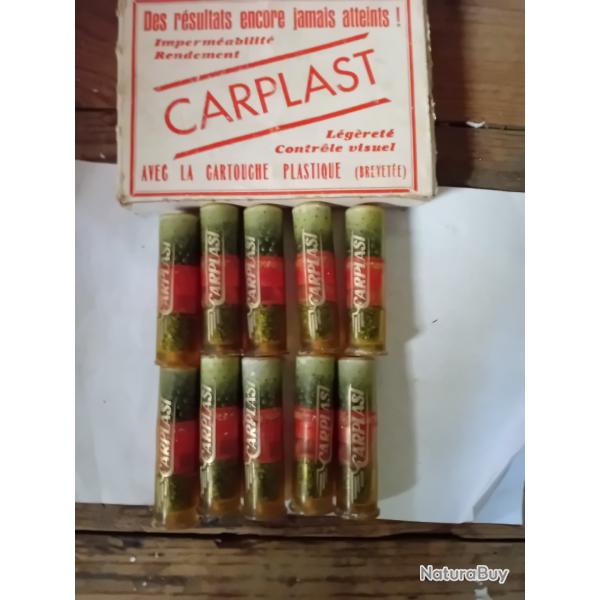 Des résultats encore jamais atteints !
Imperméabilité
Rendement
CARPLAST
Légèreté
Contrôle visuel
AVEC LA CARTOUCHE PLASTIQUE (BREVETÉE)
CARPLAST
CARPLAST
CARPLAST
CARPLAST
CARPLAST
CARPLAST
CARPLAST
CARPLAST
CARPLAST
CARPLAST
NaturaBuy